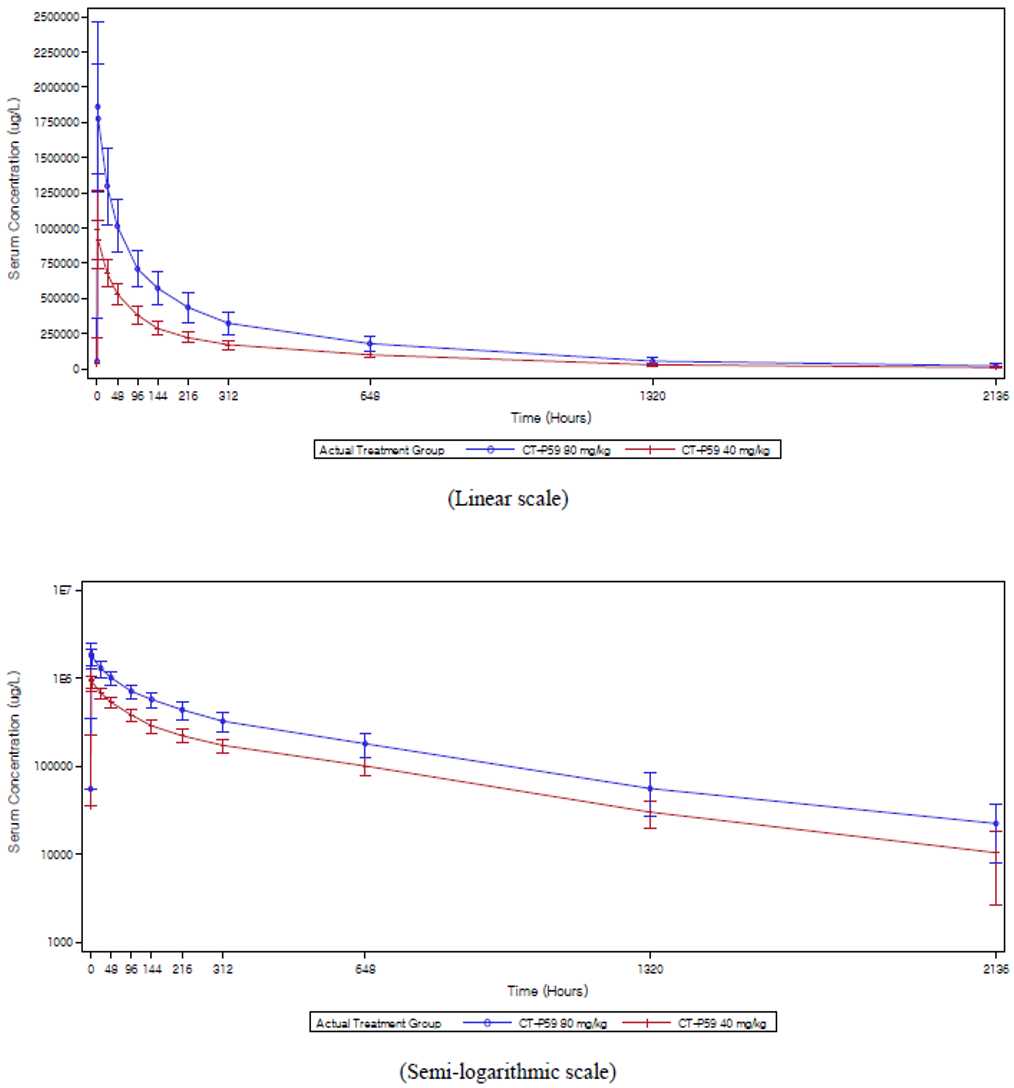 2500000
2250000
2000000
1750000
1500000
1250000
1000000
750000
500000
250000
0
Serum Concentration (ug/L)
0 48 96 144 216 312 648 1320 2136
Time (Hours)
Actual Treatment Group CT-P59 80 mg/kg CT-P59 40 mg/kg
(Linear scale)
1E7
1E6
100000
10000
1000
Serum Concentration (ug/L)
0 48 96 144 216 312 648 1320 2136
Time (Hours)
Actual Treatment Group CT-P59 80 mg/kg CT-P59 40 mg/kg
(Semi-logarithmic scale)